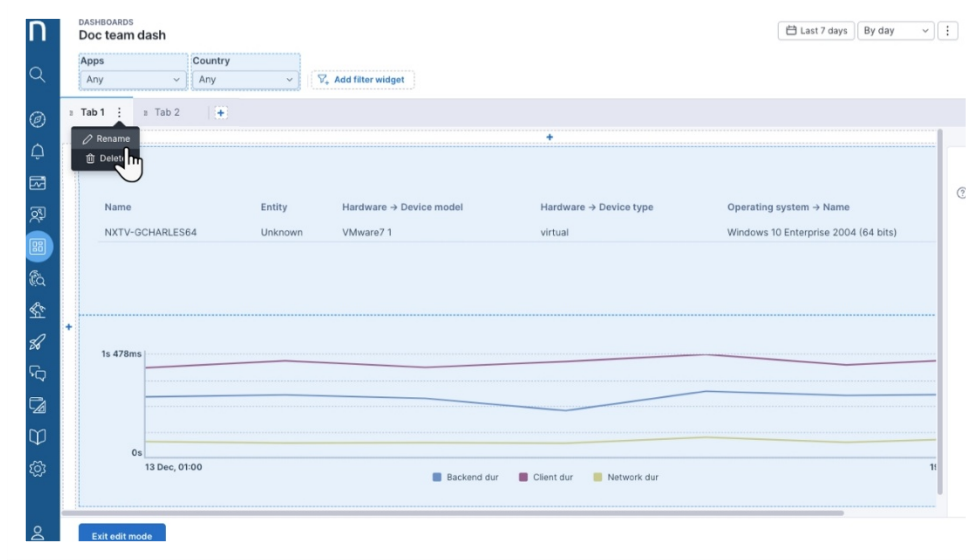 DASHBOARDS
Doc team dash
Last 7 days By day
Apps Country
Any Any Add filter widget
Tab 1 Tab 2
Rename
Delete
Name Entity Hardware → Device model Hardware → Device type Operating system → Name
NXTV-GCHARLES64 Unknown VMware7 1 virtual Windows 10 Enterprise 2004 (64 bits)
1s 478ms
0s
13 Dec, 01:00
Backend dur Client dur Network dur
Exit edit mode